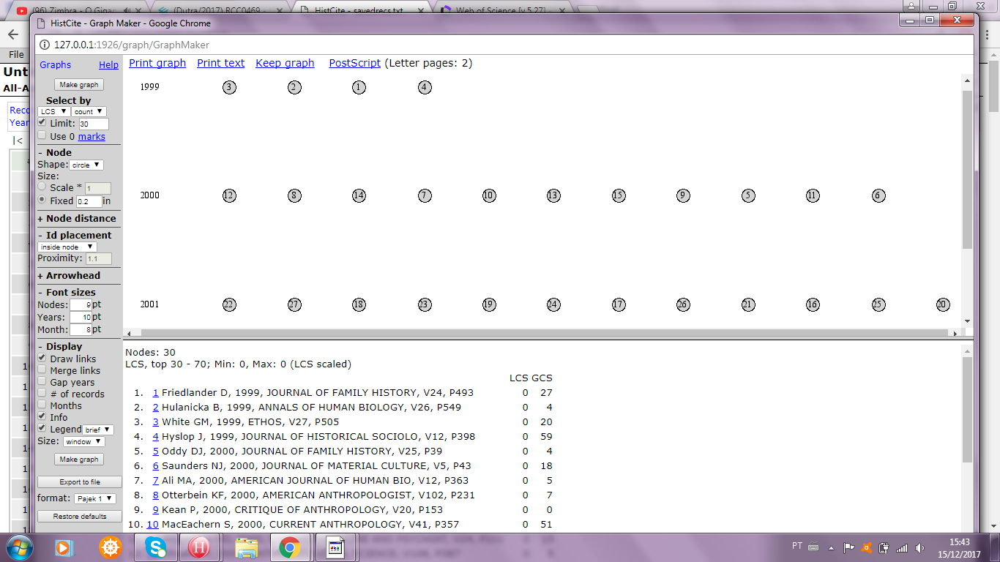 (96) Zimbra - O Gigan
(Dutra/2017) RCC0469 -
HistCite - savedrecs.txt
Web of Science [v.5.27]
HistCite - Graph Maker - Google Chrome
127.0.0.1:1926/graph/GraphMaker
File
Unt
All-A
Reco
Year
|<
Graphs Help
Make graph
Select by
LCS count
Limit: 30
Use 0 marks
- Node
Shape: circle
Size:
Scale * 1
Fixed 0.2 in
+ Node distance
- Id placement
inside node
Proximity: 1.1
+ Arrowhead
- Font sizes
Nodes: 9 pt
Years: 10 pt
Month: 8 pt
- Display
Draw links
Merge links
Gap years
# of records
Months
Info
Legend brief
Size: window
Make graph
Export to file
format: Pajek 1
Restore defaults
Print graph Print text Keep graph PostScript (Letter pages: 2)
1999 3 2 1 4
2000 12 8 14 7 10 13 15 9 5 11 6
2001 22 27 18 23 19 24 17 26 21 16 25 20
Nodes: 30
LCS, top 30 - 70; Min: 0, Max: 0 (LCS scaled)
LCS GCS
1. 1 Friedlander D, 1999, JOURNAL OF FAMILY HISTORY, V24, P493 0 27
2. 2 Hulanicka B, 1999, ANNALS OF HUMAN BIOLOGY, V26, P549 0 4
3. 3 White GM, 1999, ETHOS, V27, P505 0 20
4. 4 Hyslop J, 1999, JOURNAL OF HISTORICAL SOCIOLO, V12, P398 0 59
5. 5 Oddy DJ, 2000, JOURNAL OF FAMILY HISTORY, V25, P39 0 4
6. 6 Saunders NJ, 2000, JOURNAL OF MATERIAL CULTURE, V5, P43 0 18
7. 7 Ali MA, 2000, AMERICAN JOURNAL OF HUMAN BIO, V12, P363 0 5
8. 8 Otterbein KF, 2000, AMERICAN ANTHROPOLOGIST, V102, P231 0 7
9. 9 Kean P, 2000, CRITIQUE OF ANTHROPOLOGY, V20, P153 0 0
10. 10 MacEachern S, 2000, CURRENT ANTHROPOLOGY, V41, P357 0 51
PT
15:43
15/12/2017